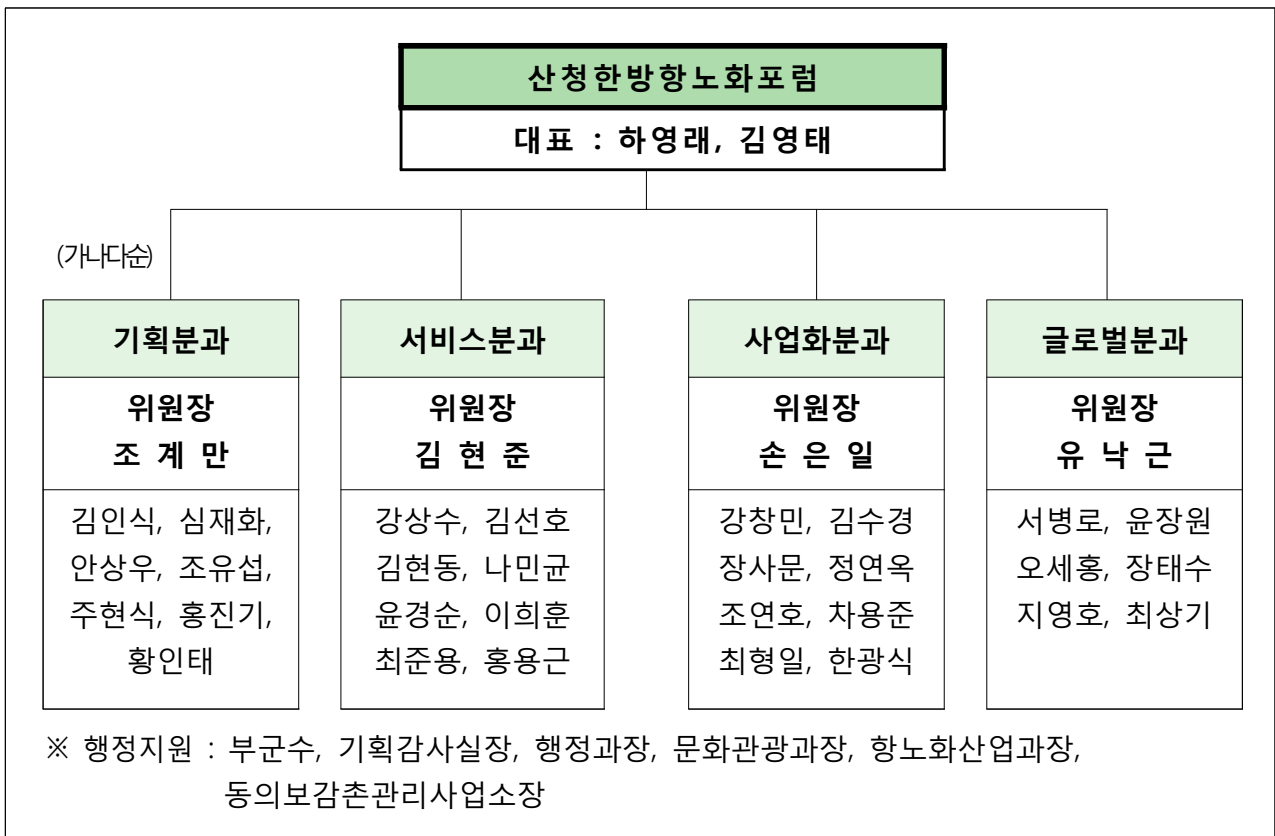 산청한방항노화포럼
대표 : 하영래, 김영태
(가나다순)
기획분과
위원장
조 계 만
김인식, 심재화,
안상우, 조유섭,
주현식, 홍진기,
황인태
서비스분과
위원장
김 현 준
강상수, 김선호
김현동, 나민균
윤경순, 이희훈
최준용, 홍용근
사업화분과
위원장
손 은 일
강창민, 김수경
장사문, 정연옥
조연호, 차용준
최형일, 한광식
글로벌분과
위원장
유 낙 근
서병로, 윤장원
오세홍, 장태수
지영호, 최상기
※ 행정지원 : 부군수, 기획감사실장, 행정과장, 문화관광과장, 항노화산업과장,
동의보감촌관리사업소장